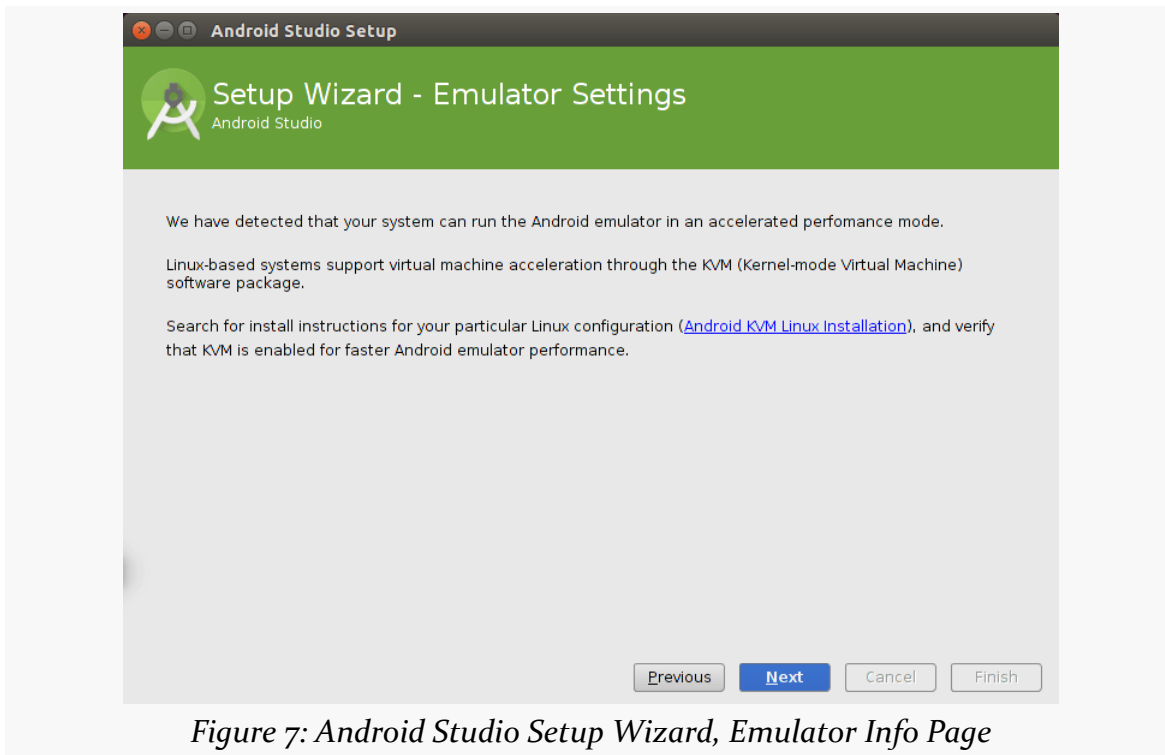 Android Studio Setup
Setup Wizard - Emulator Settings
Android Studio
We have detected that your system can run the Android emulator in an accelerated perfomance mode.
Linux-based systems support virtual machine acceleration through the KVM (Kernel-mode Virtual Machine)
software package.
Search for install instructions for your particular Linux configuration (Android KVM Linux Installation), and verify
that KVM is enabled for faster Android emulator performance.
Previous Next Cancel Finish
Figure 7: Android Studio Setup Wizard, Emulator Info Page